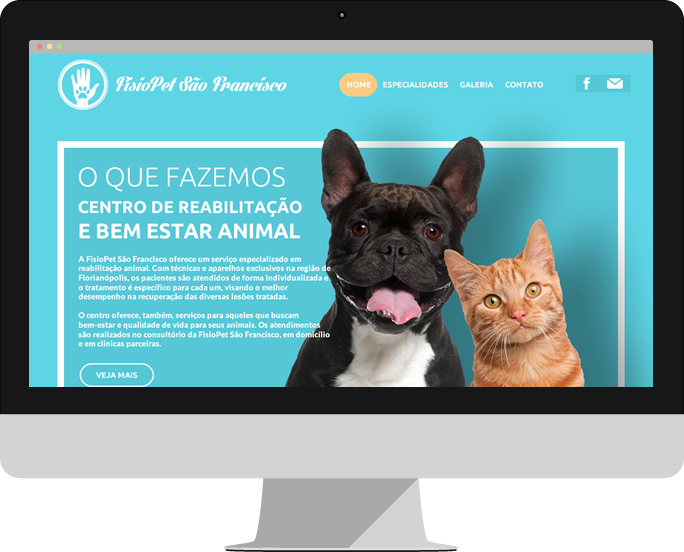 FisioPet São Francisco
HOME ESPECIALIDADES GALERIA CONTATO
f
O QUE FAZEMOS
CENTRO DE REABILITAÇÃO
E BEM ESTAR ANIMAL
A FisioPet São Francisco oferece um serviço especializado em
reabilitação animal. Com técnicas e aparelhos exclusivos na região de
Florianópolis, os pacientes são atendidos de forma individualizada e
o tratamento é específico para cada um, visando o melhor
desempenho na recuperação das diversas lesões tratadas.
O centro oferece, também, serviços para aqueles que buscam
bem-estar e qualidade de vida para seus animais. Os atendimentos
são realizados no consultório da FisioPet São Francisco, em domicílio
e em clínicas parceiras.
VEJA MAIS